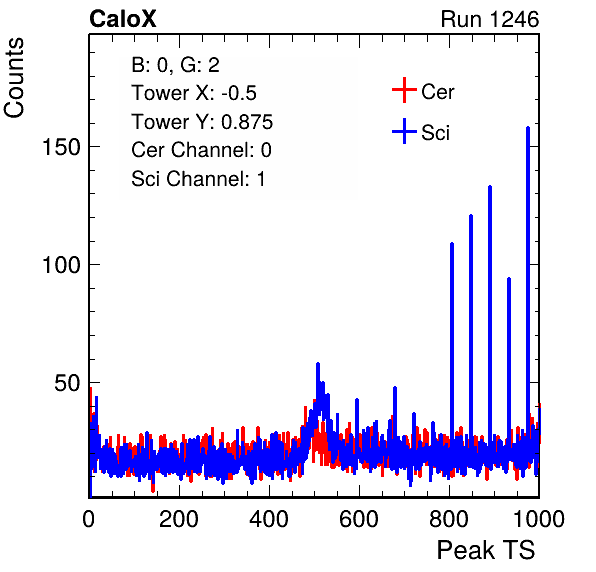 CaloX Run 1246
Counts
B: 0, G: 2
Tower X: -0.5
Tower Y: 0.875
Cer Channel: 0
Sci Channel: 1
Cer
Sci
150
100
50
0 200 400 600 800 1000
Peak TS